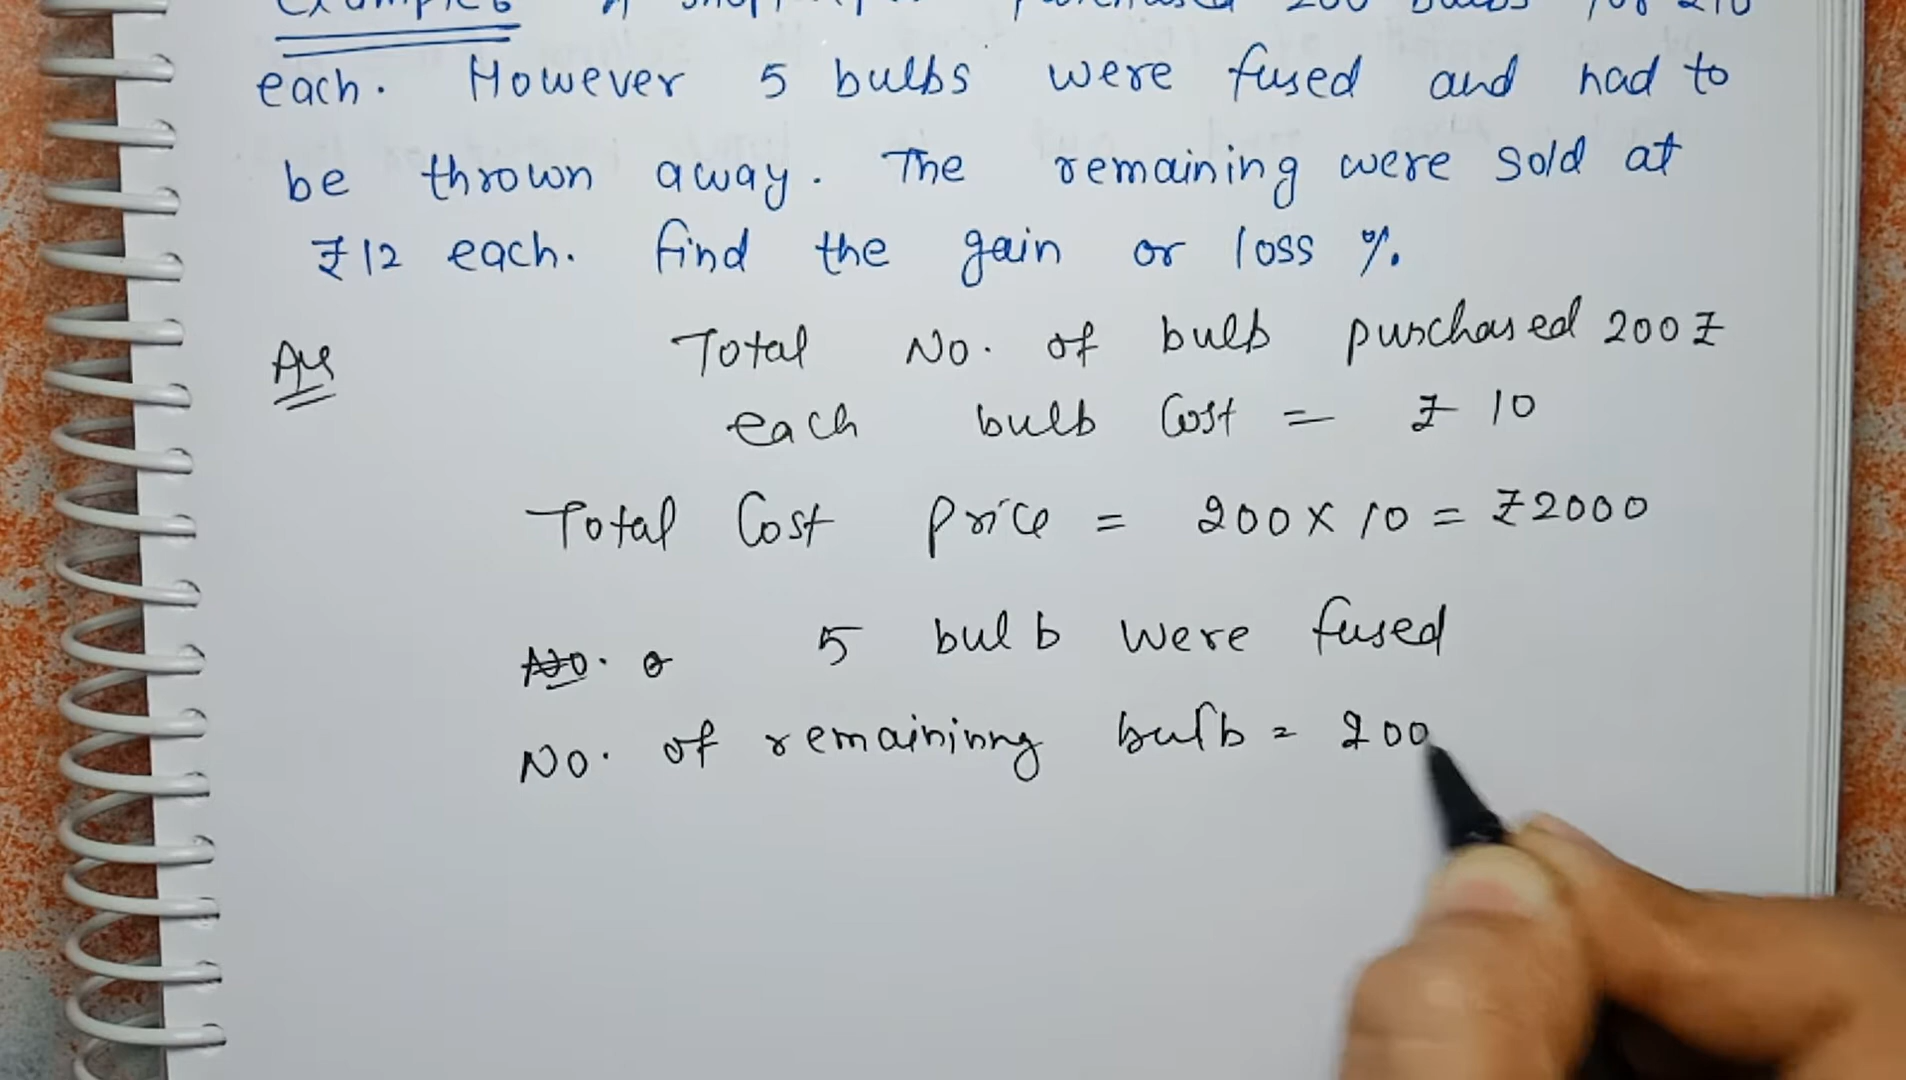 each. However 5 bulbs were fused and had to
be thrown away. The remaining were sold at
₹12 each. find the gain or loss %.
Ans Total No. of bulb purchased 200 ₹
each bulb Cost = ₹ 10
Total Cost Price = 200 x 10 = ₹2000
5 bulb were fused
No. of remaininng bulb = 200